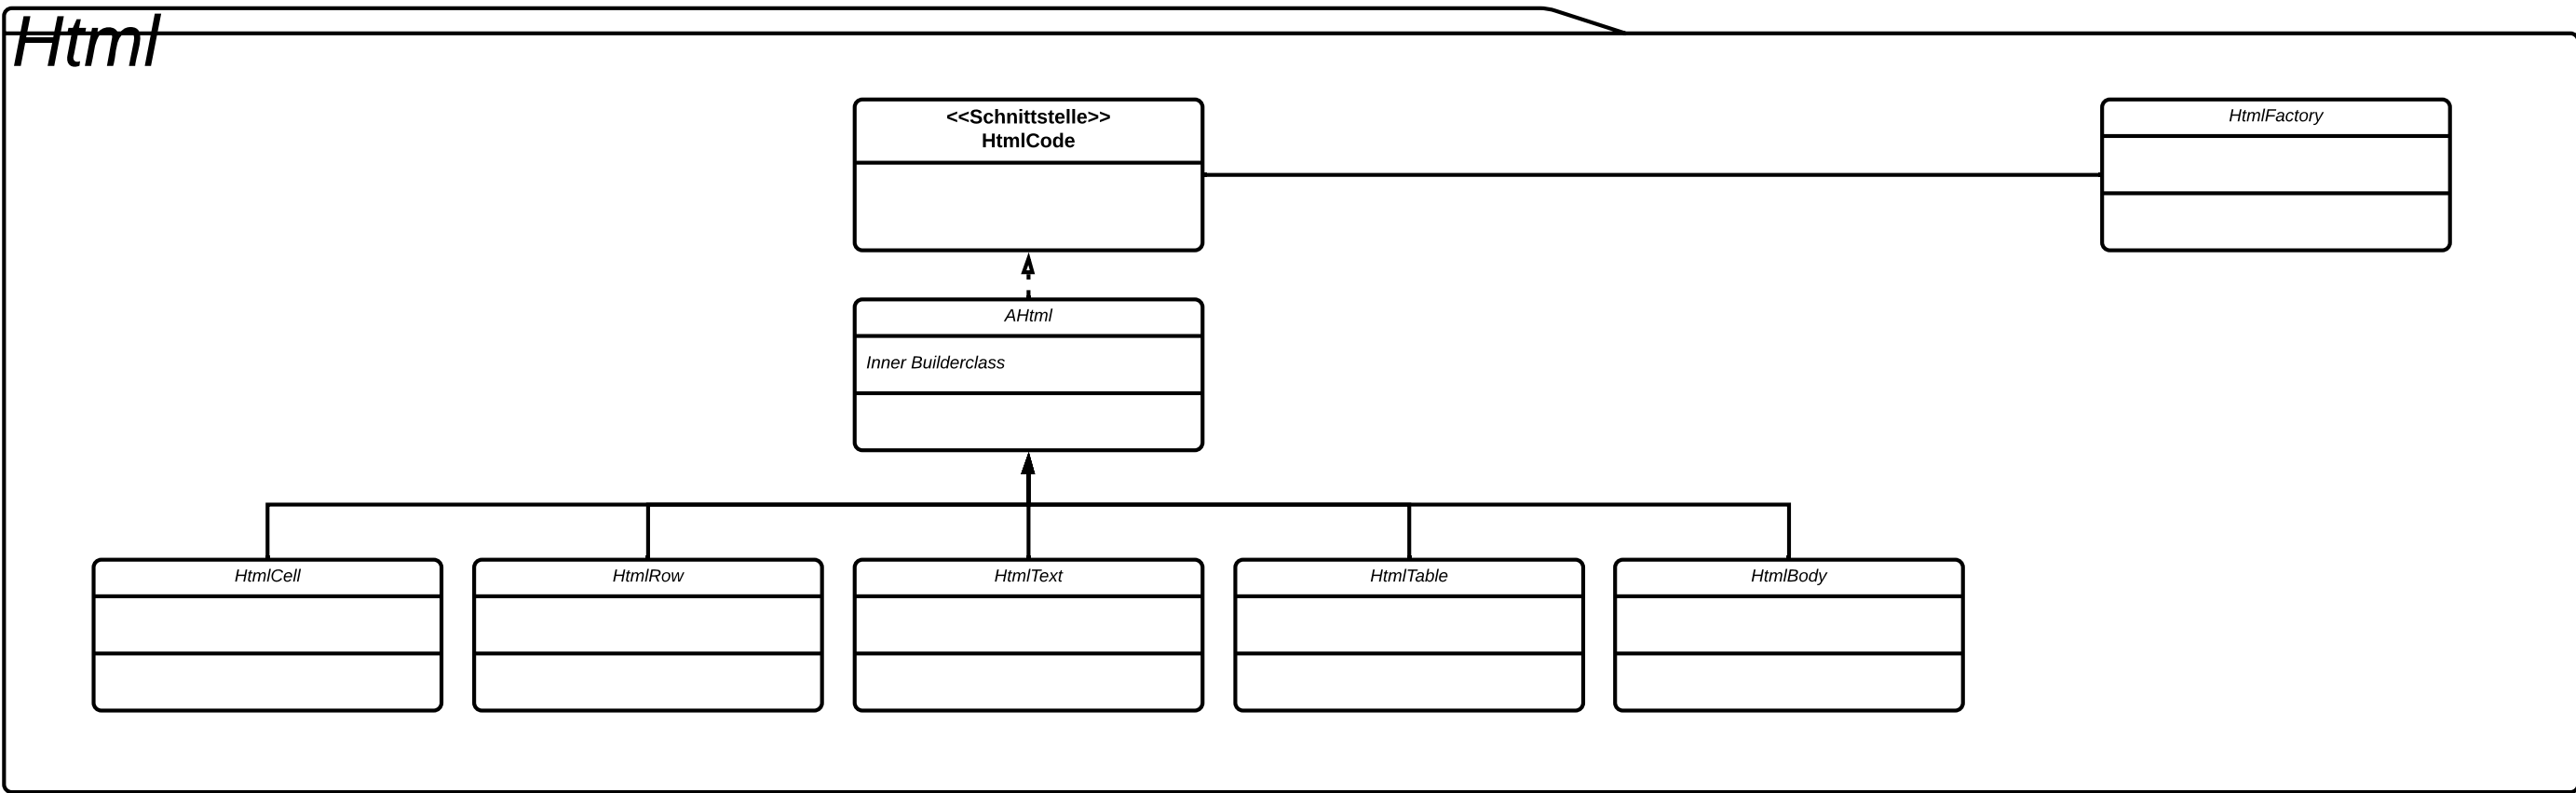 Html
<<Schnittstelle>>
HtmlCode
HtmlFactory
AHtml
Inner Builderclass
HtmlCell
HtmlRow
HtmlText
HtmlTable
HtmlBody